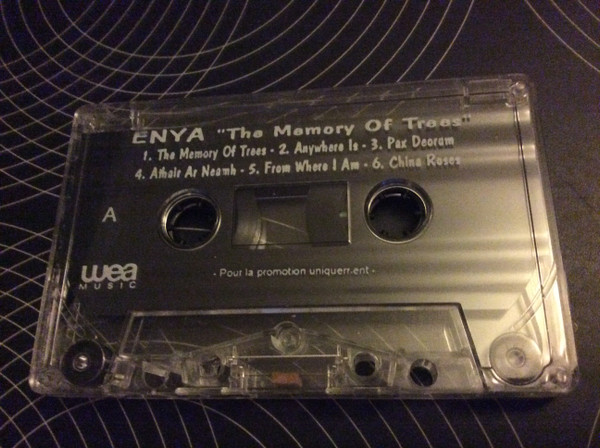 ENYA "The Memory Of Trees"
1. The Memory Of Trees - 2. Anywhere Is - 3. Pax Deorum
4. Athair Ar Neamh - 5. From Where I Am - 6. China Roses
A
wea
MUSIC
- Pour la promotion uniquement -